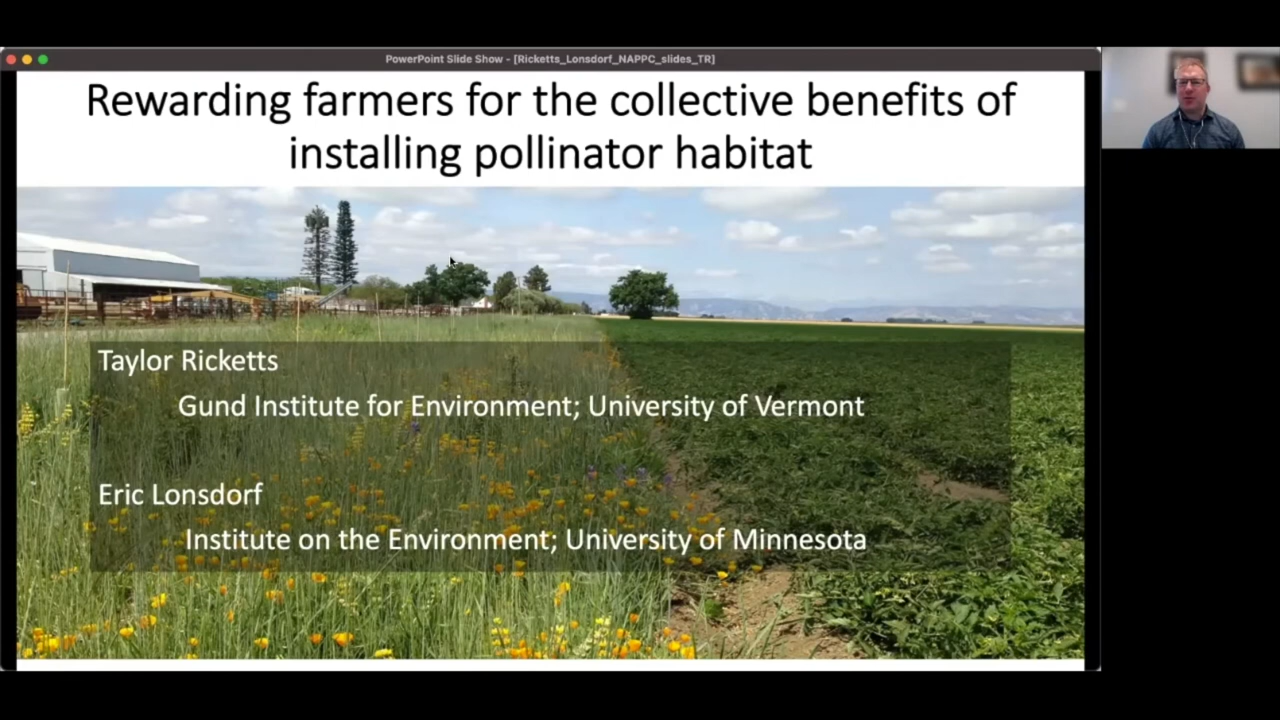 PowerPoint Slide Show - [Ricketts_Lonsdorf_NAPPC_slides_TR]
Rewarding farmers for the collective benefits of
installing pollinator habitat
Taylor Ricketts
Gund Institute for Environment; University of Vermont
Eric Lonsdorf
Institute on the Environment; University of Minnesota